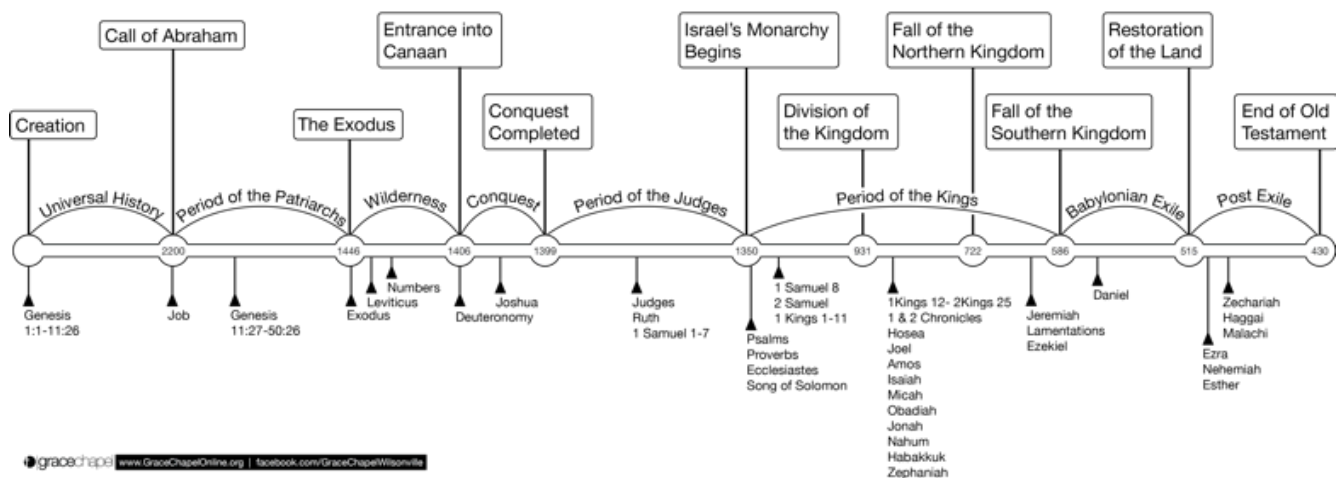 Call of Abraham
Entrance into
Canaan
Israel's Monarchy
Begins
Fall of the
Northern Kingdom
Restoration
of the Land
Creation
The Exodus
Conquest
Completed
Division of
the Kingdom
Fall of the
Southern Kingdom
End of Old
Testament
Universal History
Period of the Patriarchs
Wilderness
Conquest
Period of the Judges
Period of the Kings
Babylonian Exile
Post Exile
2200
1446
1406
1399
1350
931
722
586
515
430
Genesis
1:1-11:26
Job
Genesis
11:27-50:26
Exodus
Leviticus
Numbers
Deuteronomy
Joshua
Judges
Ruth
1 Samuel 1-7
Psalms
Proverbs
Ecclesiastes
Song of Solomon
1 Samuel 8
2 Samuel
1 Kings 1-11
1Kings 12- 2Kings 25
1 & 2 Chronicles
Hosea
Joel
Amos
Isaiah
Micah
Obadiah
Jonah
Nahum
Habakkuk
Zephaniah
Jeremiah
Lamentations
Ezekiel
Daniel
Ezra
Nehemiah
Esther
Zechariah
Haggai
Malachi
gracechapel www.GraceChapelOnline.org | facebook.com/GraceChapelWilsonville